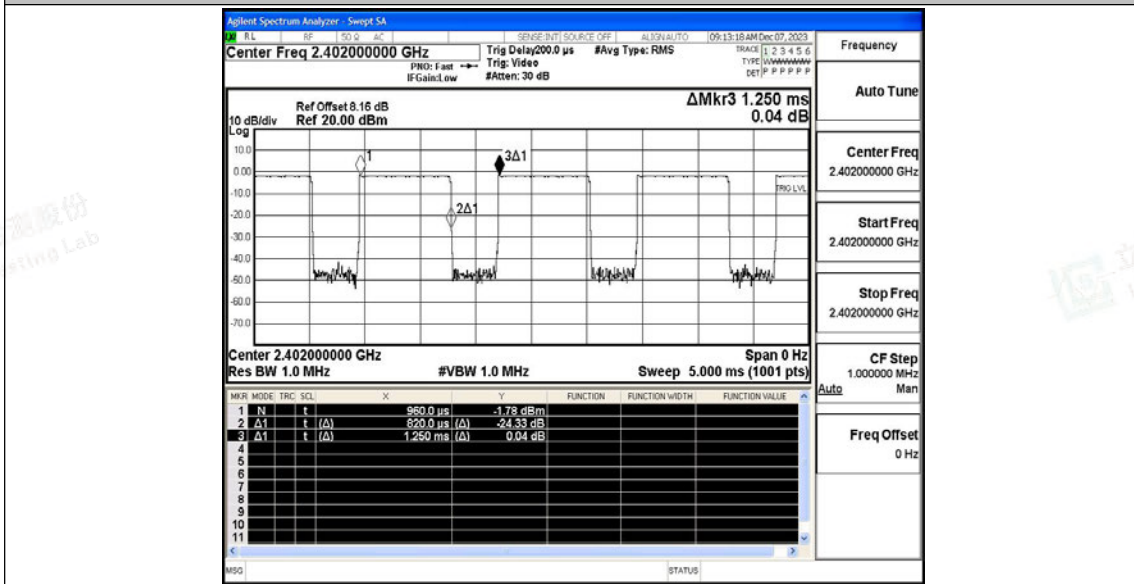 Agilent Spectrum Analyzer - Swept SA
RL RF 50 Ω AC SENSE:INT SOURCE OFF ALIGN AUTO 09:13:18 AM Dec 07, 2023
Center Freq 2.402000000 GHz Trig Delay200.0 µs #Avg Type: RMS TRACE 1 2 3 4 5 6
PNO: Fast Trig: Video TYPE
IFGain:Low #Atten: 30 dB DET P P P P P P
Frequency
Auto Tune
ΔMkr3 1.250 ms
0.04 dB
Ref Offset 8.16 dB
10 dB/div Ref 20.00 dBm
Log
10.0
0.00
-10.0
-20.0
-30.0
-40.0
-50.0
-60.0
-70.0
1
2Δ1
3Δ1
TRIG LVL
Center Freq
2.402000000 GHz
Start Freq
2.402000000 GHz
Stop Freq
2.402000000 GHz
Center 2.402000000 GHz Span 0 Hz
Res BW 1.0 MHz #VBW 1.0 MHz Sweep 5.000 ms (1001 pts)
CF Step
1.000000 MHz
Auto Man
MKR MODE TRC SCL X Y FUNCTION FUNCTION WIDTH FUNCTION VALUE
1 N t 960.0 µs -1.78 dBm
2 Δ1 t (Δ) 820.0 µs (Δ) -24.33 dB
3 Δ1 t (Δ) 1.250 ms (Δ) 0.04 dB
4
5
6
7
8
9
10
11
Freq Offset
0 Hz
MSG STATUS
股份
Lab
立